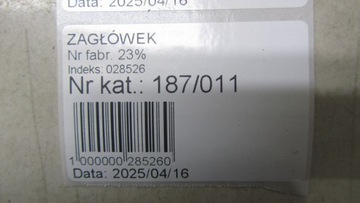 Data: 2025/04/16
ZAGŁÓWEK
Nr fabr. 23%
Indeks: 028526
Nr kat.: 187/011
1 000000 285260
Data: 2025/04/16